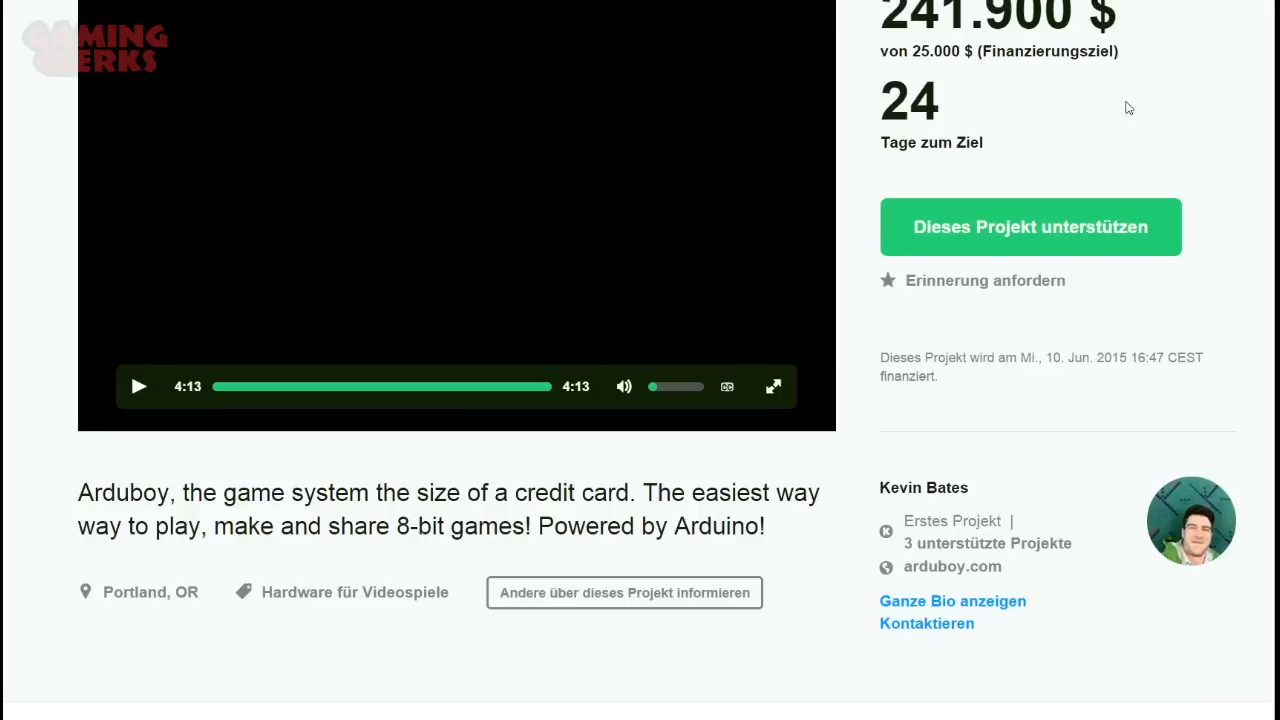 GAMING
CLERKS
241.900 $
von 25.000 $ (Finanzierungsziel)
24
Tage zum Ziel
Dieses Projekt unterstützen
Erinnerung anfordern
Dieses Projekt wird am Mi., 10. Jun. 2015 16:47 CEST
finanziert.
4:13
4:13
CC
Arduboy, the game system the size of a credit card. The easiest way
way to play, make and share 8-bit games! Powered by Arduino!
Portland, OR
Hardware für Videospiele
Andere über dieses Projekt informieren
Kevin Bates
Erstes Projekt |
K
3 unterstützte Projekte
arduboy.com
Ganze Bio anzeigen
Kontaktieren